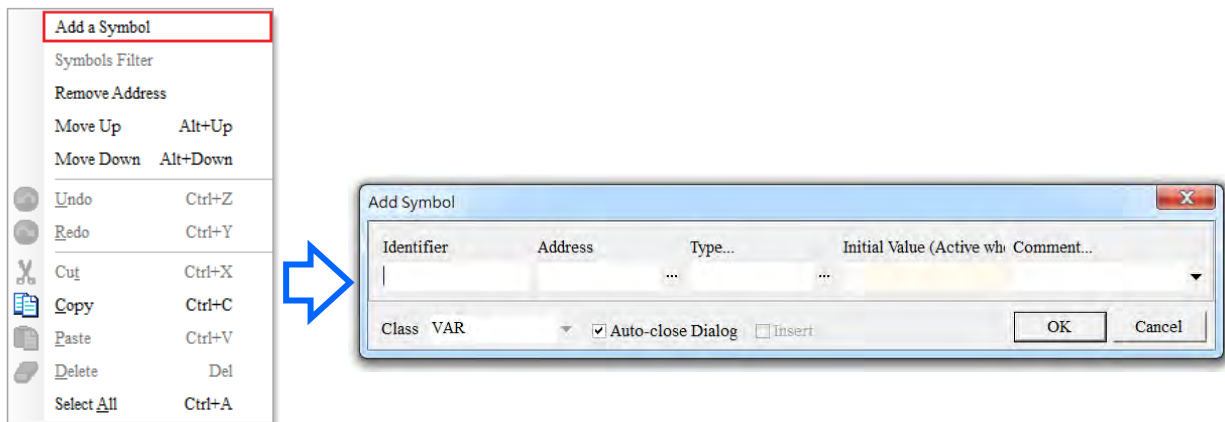 Add a Symbol
Symbols Filter
Remove Address
Move Up Alt+Up
Move Down Alt+Down
Undo Ctrl+Z
Redo Ctrl+Y
Cut Ctrl+X
Copy Ctrl+C
Paste Ctrl+V
Delete Del
Select All Ctrl+A
Add Symbol
Identifier Address Type... Initial Value (Active whe Comment...
... ...
Class VAR Auto-close Dialog Insert OK Cancel